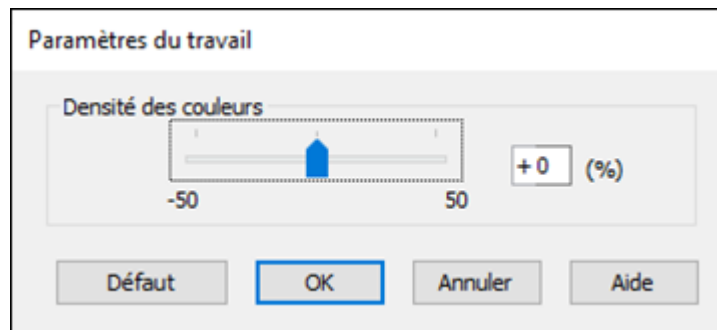 Paramètres du travail
Densité des couleurs
+0 (%)
-50 50
Défaut OK Annuler Aide